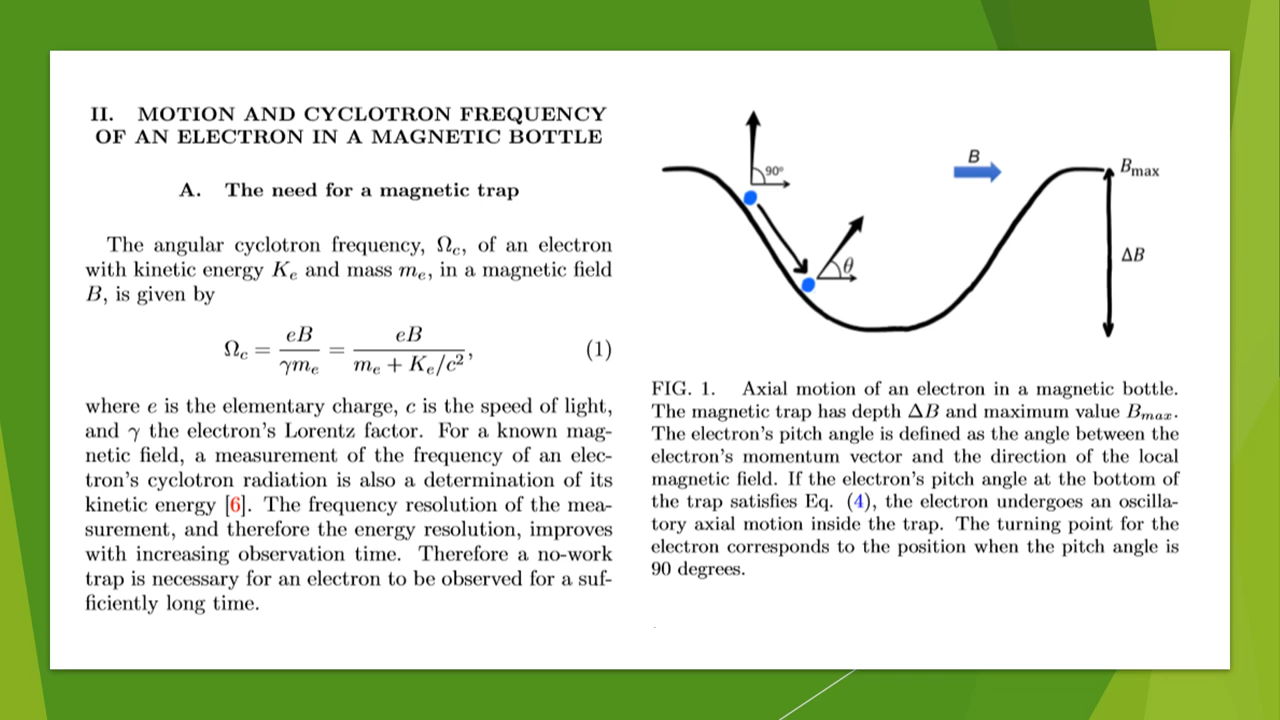 II. MOTION AND CYCLOTRON FREQUENCY
OF AN ELECTRON IN A MAGNETIC BOTTLE
A. The need for a magnetic trap
The angular cyclotron frequency, Ω_c, of an electron
with kinetic energy K_e and mass m_e, in a magnetic field
B, is given by
Ω_c = eB/γm_e = eB/(m_e + K_e/c²), (1)
where e is the elementary charge, c is the speed of light,
and γ the electron's Lorentz factor. For a known mag-
netic field, a measurement of the frequency of an elec-
tron's cyclotron radiation is also a determination of its
kinetic energy [6]. The frequency resolution of the mea-
surement, and therefore the energy resolution, improves
with increasing observation time. Therefore a no-work
trap is necessary for an electron to be observed for a suf-
ficiently long time.
90°
θ
B
B_max
ΔB
FIG. 1. Axial motion of an electron in a magnetic bottle.
The magnetic trap has depth ΔB and maximum value B_max.
The electron's pitch angle is defined as the angle between the
electron's momentum vector and the direction of the local
magnetic field. If the electron's pitch angle at the bottom of
the trap satisfies Eq. (4), the electron undergoes an oscilla-
tory axial motion inside the trap. The turning point for the
electron corresponds to the position when the pitch angle is
90 degrees.